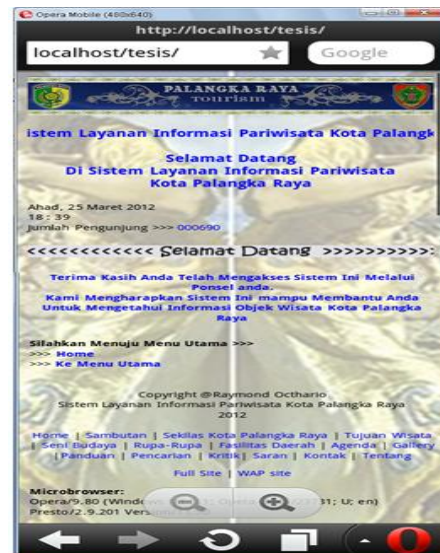 Opera Mobile (480x640)
http://localhost/tesis/
localhost/tesis/
Google
PALANGKA RAYA
TOURISM
istem Layanan Informasi Pariwisata Kota Palangk
Selamat Datang
Di Sistem Layanan Informasi Pariwisata
Kota Palangka Raya
Ahad, 25 Maret 2012
18 : 39
Jumlah Pengunjung >>> 000690
<<<<<<<<<<<< Selamat Datang >>>>>>>>>>:
Terima Kasih Anda Telah Mengakses Sistem Ini Melalui
Ponsel anda.
Kami Mengharapkan Sistem Ini mampu Membantu Anda
Untuk Mengetahui Informasi Objek Wisata Kota Palangka
Raya
Silahkan Menuju Menu Utama >>>
>>> Home
>>> Ke Menu Utama
Copyright @Raymond Octhario
Sistem Layanan Informasi Pariwisata Kota Palangka Raya
2012
Home | Sambutan | Sekilas Kota Palangka Raya | Tujuan Wisata
| Seni Budaya | Rupa-Rupa | Fasilitas Daerah | Agenda | Gallery
| Panduan | Pencarian | Kritik| Saran | Kontak | Tentang
Full Site | WAP site
Microbrowser:
Opera/9.80 (Windows 31; U; en)
Presto/2.9.201 Vers